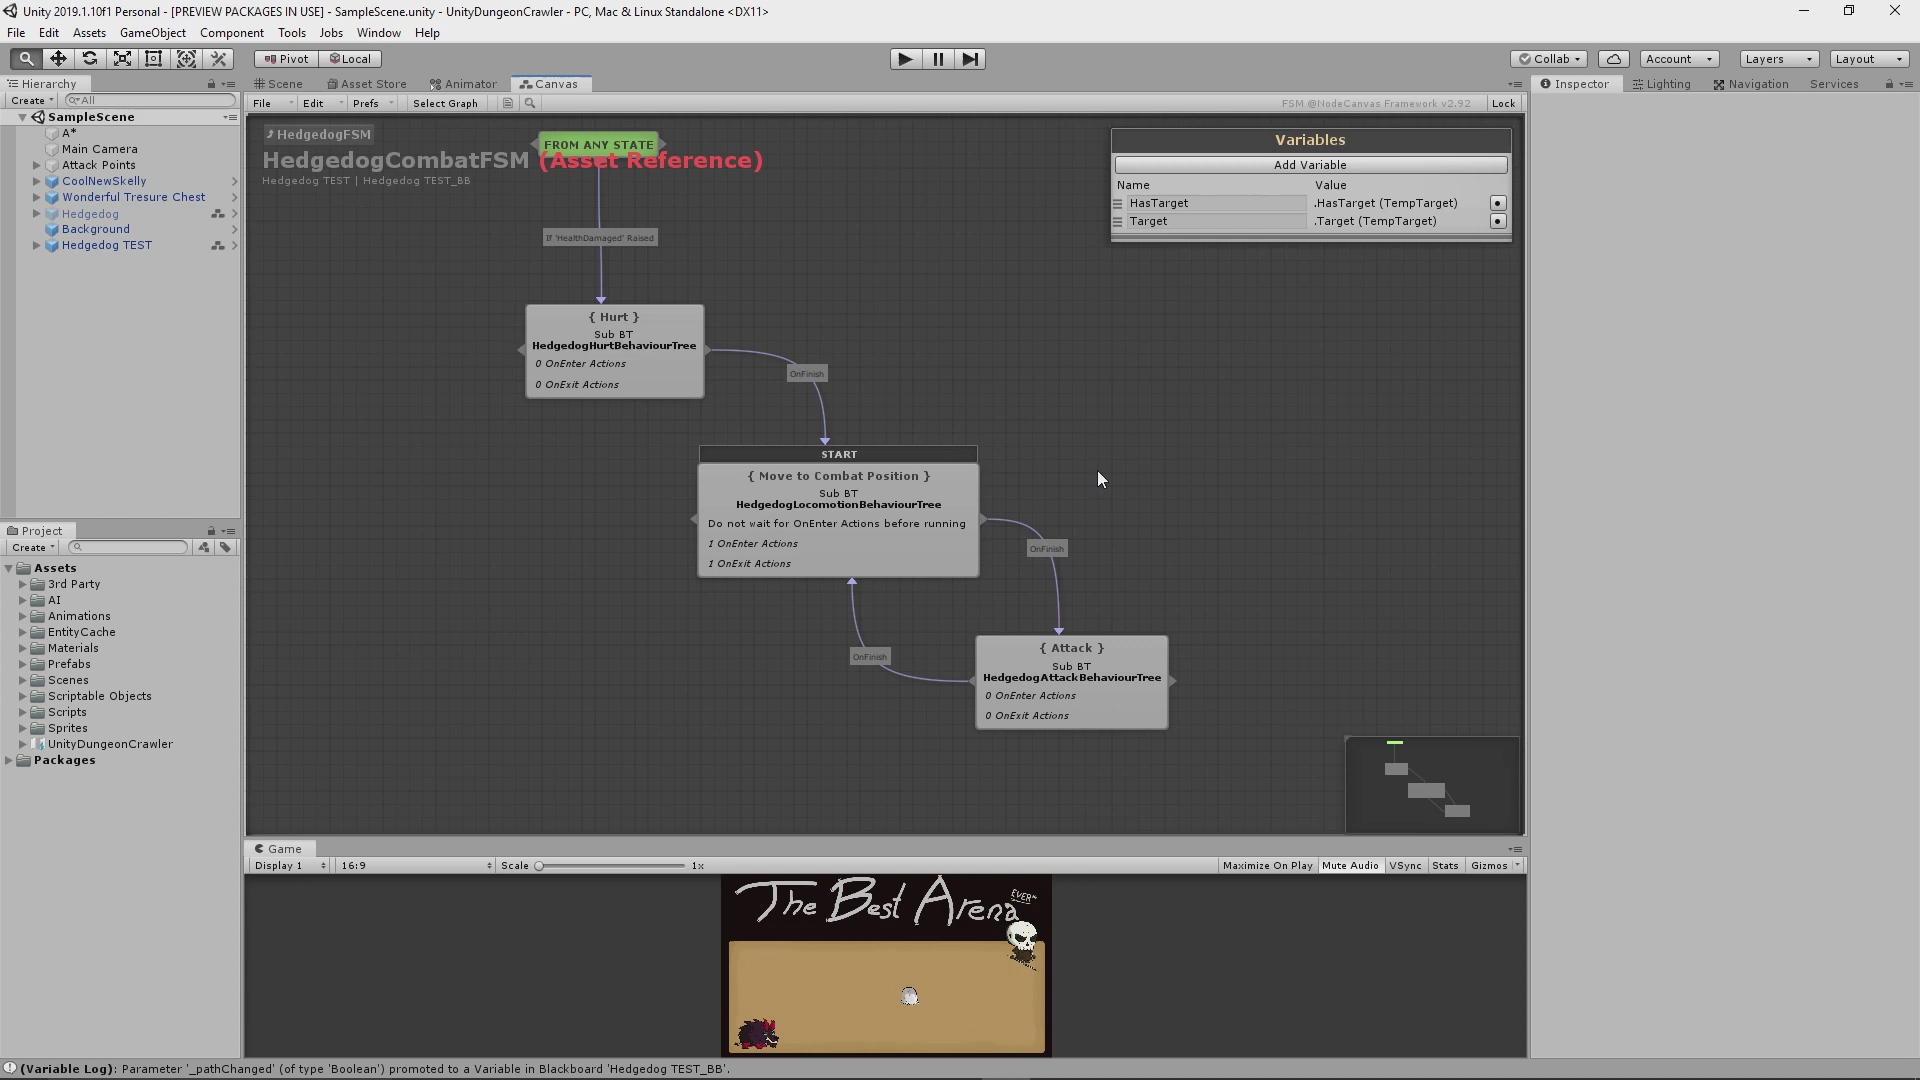 Unity 2019.1.10f1 Personal - [PREVIEW PACKAGES IN USE] - SampleScene.unity - UnityDungeonCrawler - PC, Mac & Linux Standalone <DX11>
File Edit Assets GameObject Component Tools Jobs Window Help
Pivot Local Collab Account Layers Layout
Hierarchy
Create All
SampleScene
A*
Main Camera
Attack Points
CoolNewSkelly
Wonderful Tresure Chest
Hedgedog
Background
Hedgedog TEST
Project
Create
Assets
3rd Party
AI
Animations
EntityCache
Materials
Prefabs
Scenes
Scriptable Objects
Scripts
Sprites
UnityDungeonCrawler
Packages
Scene Asset Store Animator Canvas
File Edit Prefs Select Graph FSM @NodeCanvas Framework v2.92 Lock
HedgedogFSM
HedgedogCombatFSM (Asset Reference)
Hedgedog TEST | Hedgedog TEST_BB
FROM ANY STATE
If 'HealthDamaged' Raised
{ Hurt }
Sub BT
HedgedogHurtBehaviourTree
0 OnEnter Actions
0 OnExit Actions
OnFinish
START
{ Move to Combat Position }
Sub BT
HedgedogLocomotionBehaviourTree
Do not wait for OnEnter Actions before running
1 OnEnter Actions
1 OnExit Actions
OnFinish
OnFinish
{ Attack }
Sub BT
HedgedogAttackBehaviourTree
0 OnEnter Actions
0 OnExit Actions
Variables
Add Variable
Name Value
HasTarget .HasTarget (TempTarget)
Target .Target (TempTarget)
Inspector Lighting Navigation Services
Game
Display 1 16:9 Scale 1x Maximize On Play Mute Audio VSync Stats Gizmos
The Best Arena EVER"
(Variable Log): Parameter '_pathChanged' (of type 'Boolean') promoted to a Variable in Blackboard 'Hedgedog TEST_BB'.